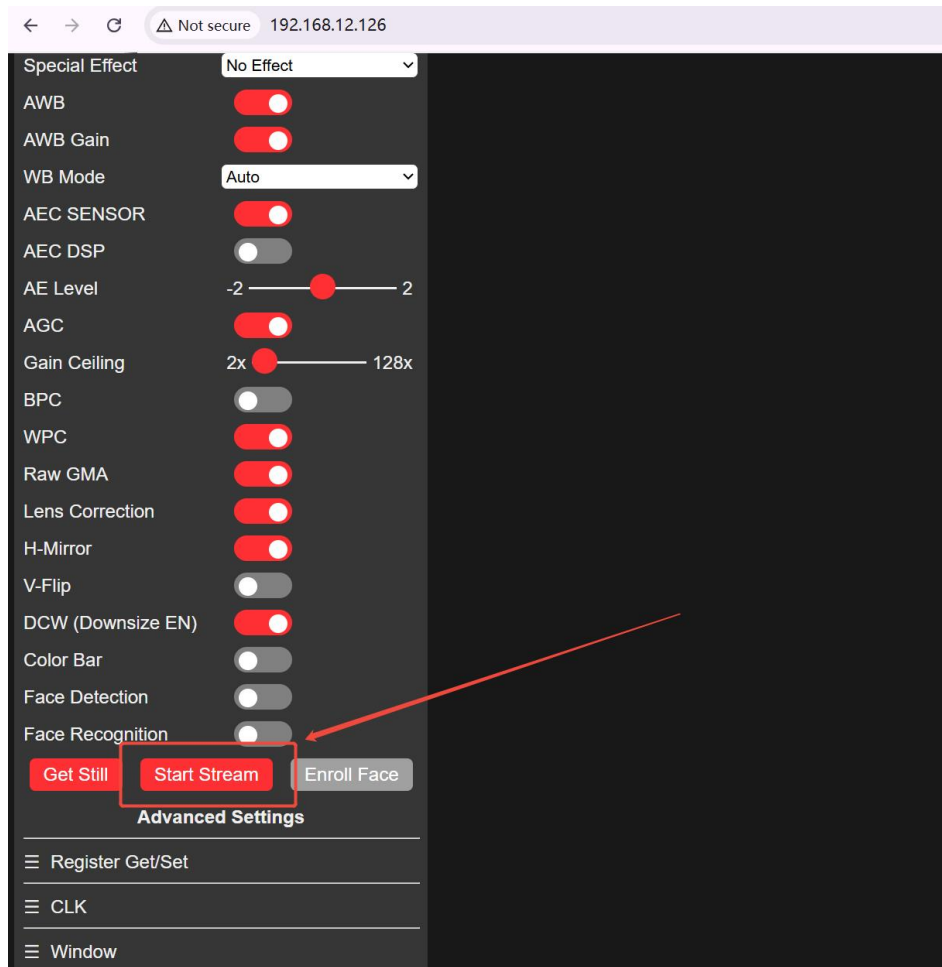 Not secure 192.168.12.126
Special Effect No Effect
AWB
AWB Gain
WB Mode Auto
AEC SENSOR
AEC DSP
AE Level -2 2
AGC
Gain Ceiling 2x 128x
BPC
WPC
Raw GMA
Lens Correction
H-Mirror
V-Flip
DCW (Downsize EN)
Color Bar
Face Detection
Face Recognition
Get Still Start Stream Enroll Face
Advanced Settings
Register Get/Set
CLK
Window